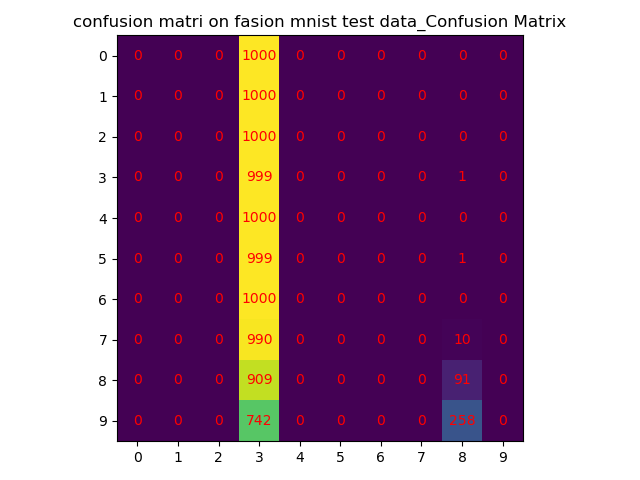 confusion matri on fasion mnist test data_Confusion Matrix
0 0 0 0 1000 0 0 0 0 0 0
1 0 0 0 1000 0 0 0 0 0 0
2 0 0 0 1000 0 0 0 0 0 0
3 0 0 0 999 0 0 0 0 1 0
4 0 0 0 1000 0 0 0 0 0 0
5 0 0 0 999 0 0 0 0 1 0
6 0 0 0 1000 0 0 0 0 0 0
7 0 0 0 990 0 0 0 0 10 0
8 0 0 0 909 0 0 0 0 91 0
9 0 0 0 742 0 0 0 0 258 0
0 1 2 3 4 5 6 7 8 9